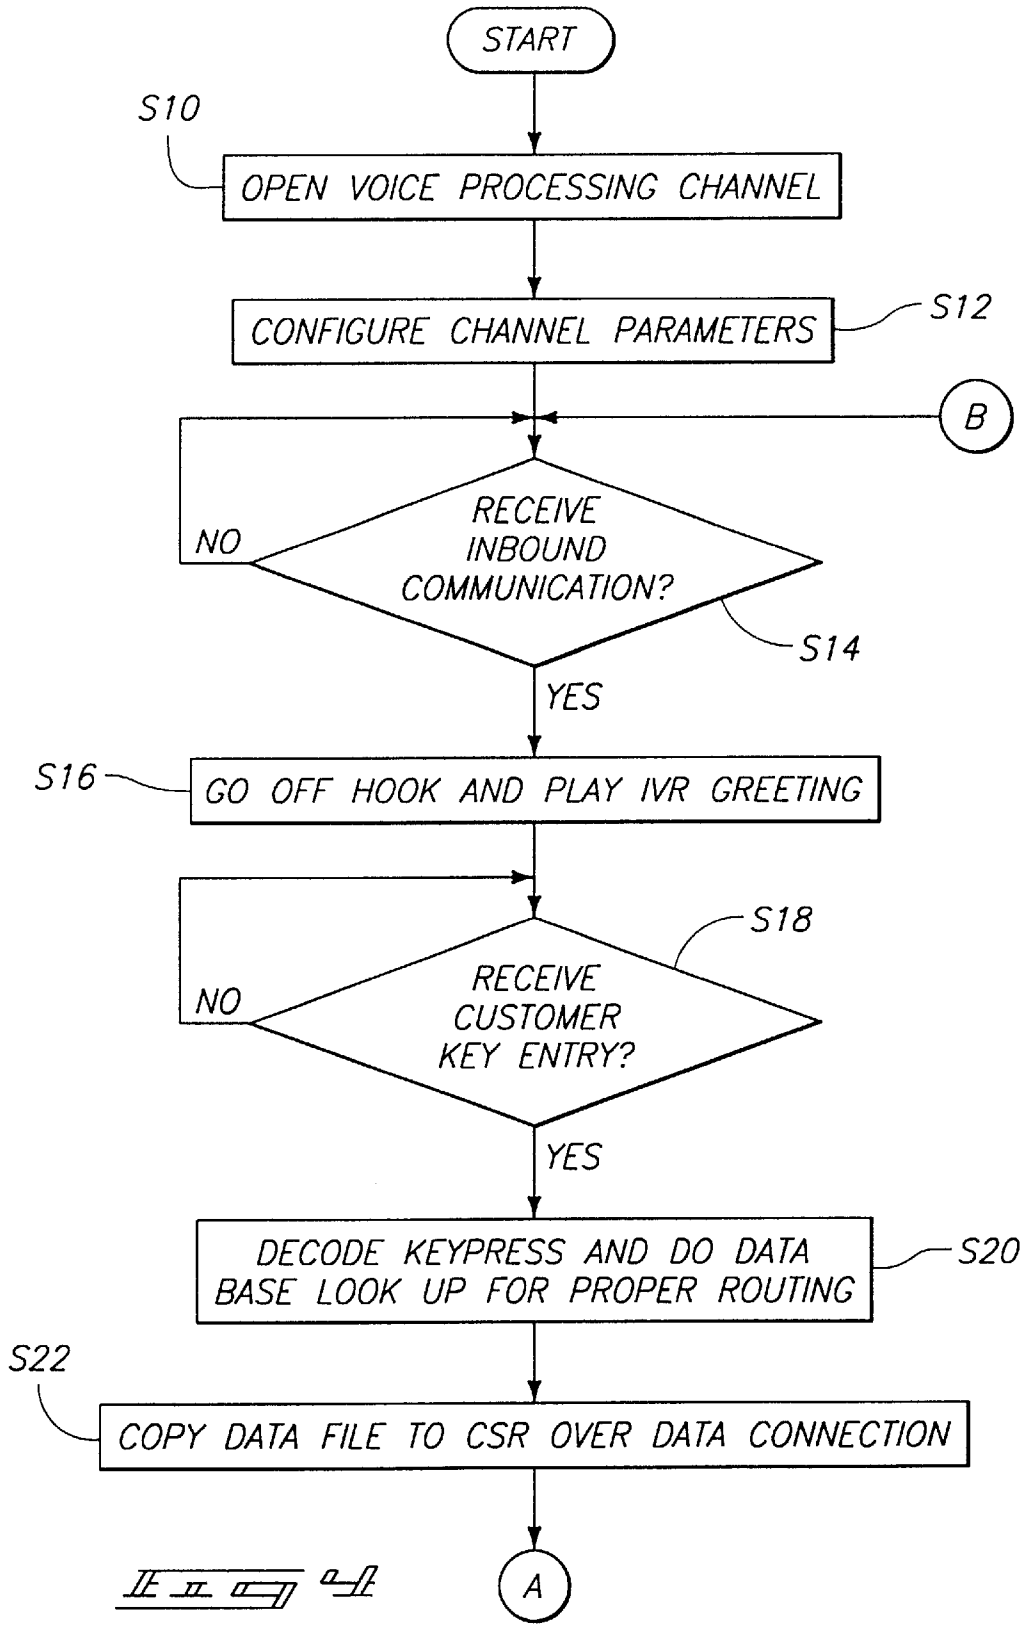 START
S10
OPEN VOICE PROCESSING CHANNEL
S12
CONFIGURE CHANNEL PARAMETERS
B
RECEIVE
INBOUND
COMMUNICATION?
NO
S14
YES
S16
GO OFF HOOK AND PLAY IVR GREETING
S18
RECEIVE
CUSTOMER
KEY ENTRY?
NO
YES
DECODE KEYPRESS AND DO DATA
BASE LOOK UP FOR PROPER ROUTING
S20
S22
COPY DATA FILE TO CSR OVER DATA CONNECTION
A
FIG 4